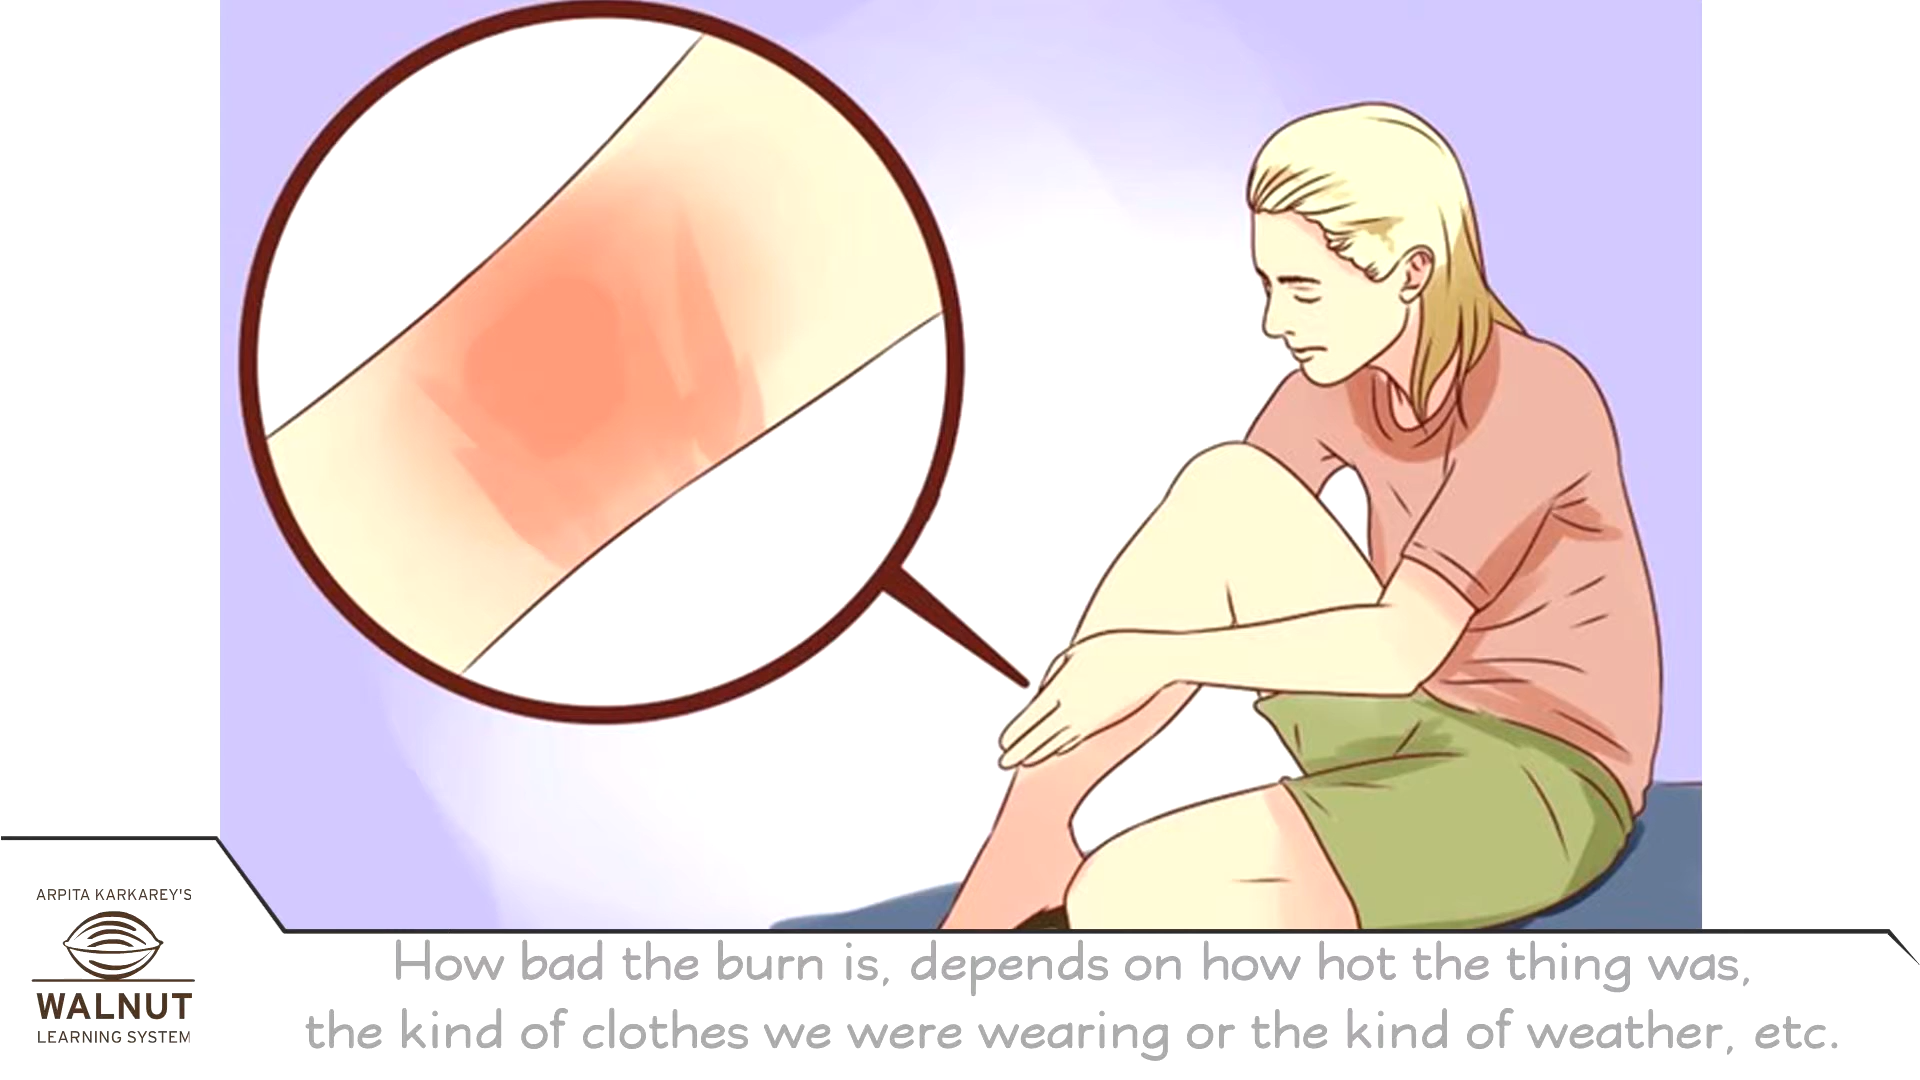 ARPITA KARKAREY'S
WALNUT
LEARNING SYSTEM
How bad the burn is, depends on how hot the thing was,
the kind of clothes we were wearing or the kind of weather, etc.